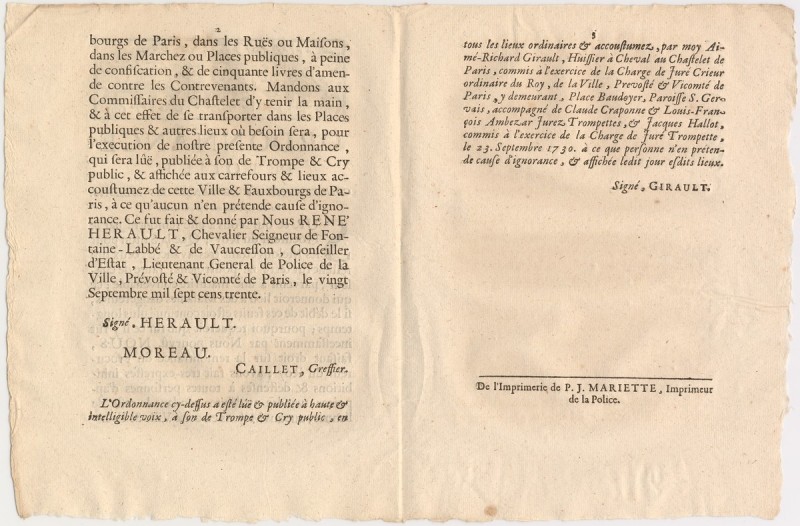 2
bourgs de Paris, dans les Ruës ou Maisons,
dans les Marchez ou Places publiques, à peine
de confiscation, & de cinquante livres d'amen-
de contre les Contrevenants. Mandons aux
Commissaires du Chastelet d'y tenir la main,
& à cet effet de se transporter dans les Places
publiques & autres lieux où besoin sera, pour
l'execution de nostre presente Ordonnance,
qui sera lûë, publiée à son de Trompe & Cry
public, & affichée aux carrefours & lieux ac-
coustumez de cette Ville & Fauxbourgs de Pa-
ris, à ce qu'aucun n'en prétende cause d'igno-
rance. Ce fut fait & donné par Nous RENE'
HERAULT, Chevalier Seigneur de Fon-
taine-Labbé & de Vaucresson, Conseiller
d'Estat, Lieutenant General de Police de la
Ville, Prévosté & Vicomté de Paris, le vingt
Septembre mil sept cens trente.
Signé, HERAULT.
MOREAU.
CAILLET, Greffier.
L'Ordonnance cy-dessus a esté lûë & publiée à haute &
intelligible voix, à son de Trompe & Cry public, en
3
tous les lieux ordinaires & accoustumez, par moy Ai-
mé-Richard Girault, Huissier à Cheval au Chastelet de
Paris, commis à l'exercice de la Charge de Juré Crieur
ordinaire du Roy, de la Ville, Prevosté & Vicomté de
Paris, y demeurant, Place Baudoyer, Paroisse S. Ger-
vais, accompagné de Claude Craponne & Louis-Fran-
çois Ambezar Jurez Trompettes, & Jacques Hallot,
commis à l'exercice de la Charge de Juré Trompette,
le 23. Septembre 1730. à ce que personne n'en préten-
de cause d'ignorance, & affichée ledit jour esdits lieux.
Signé, GIRAULT.
De l'Imprimerie de P. J. MARIETTE, Imprimeur
de la Police.